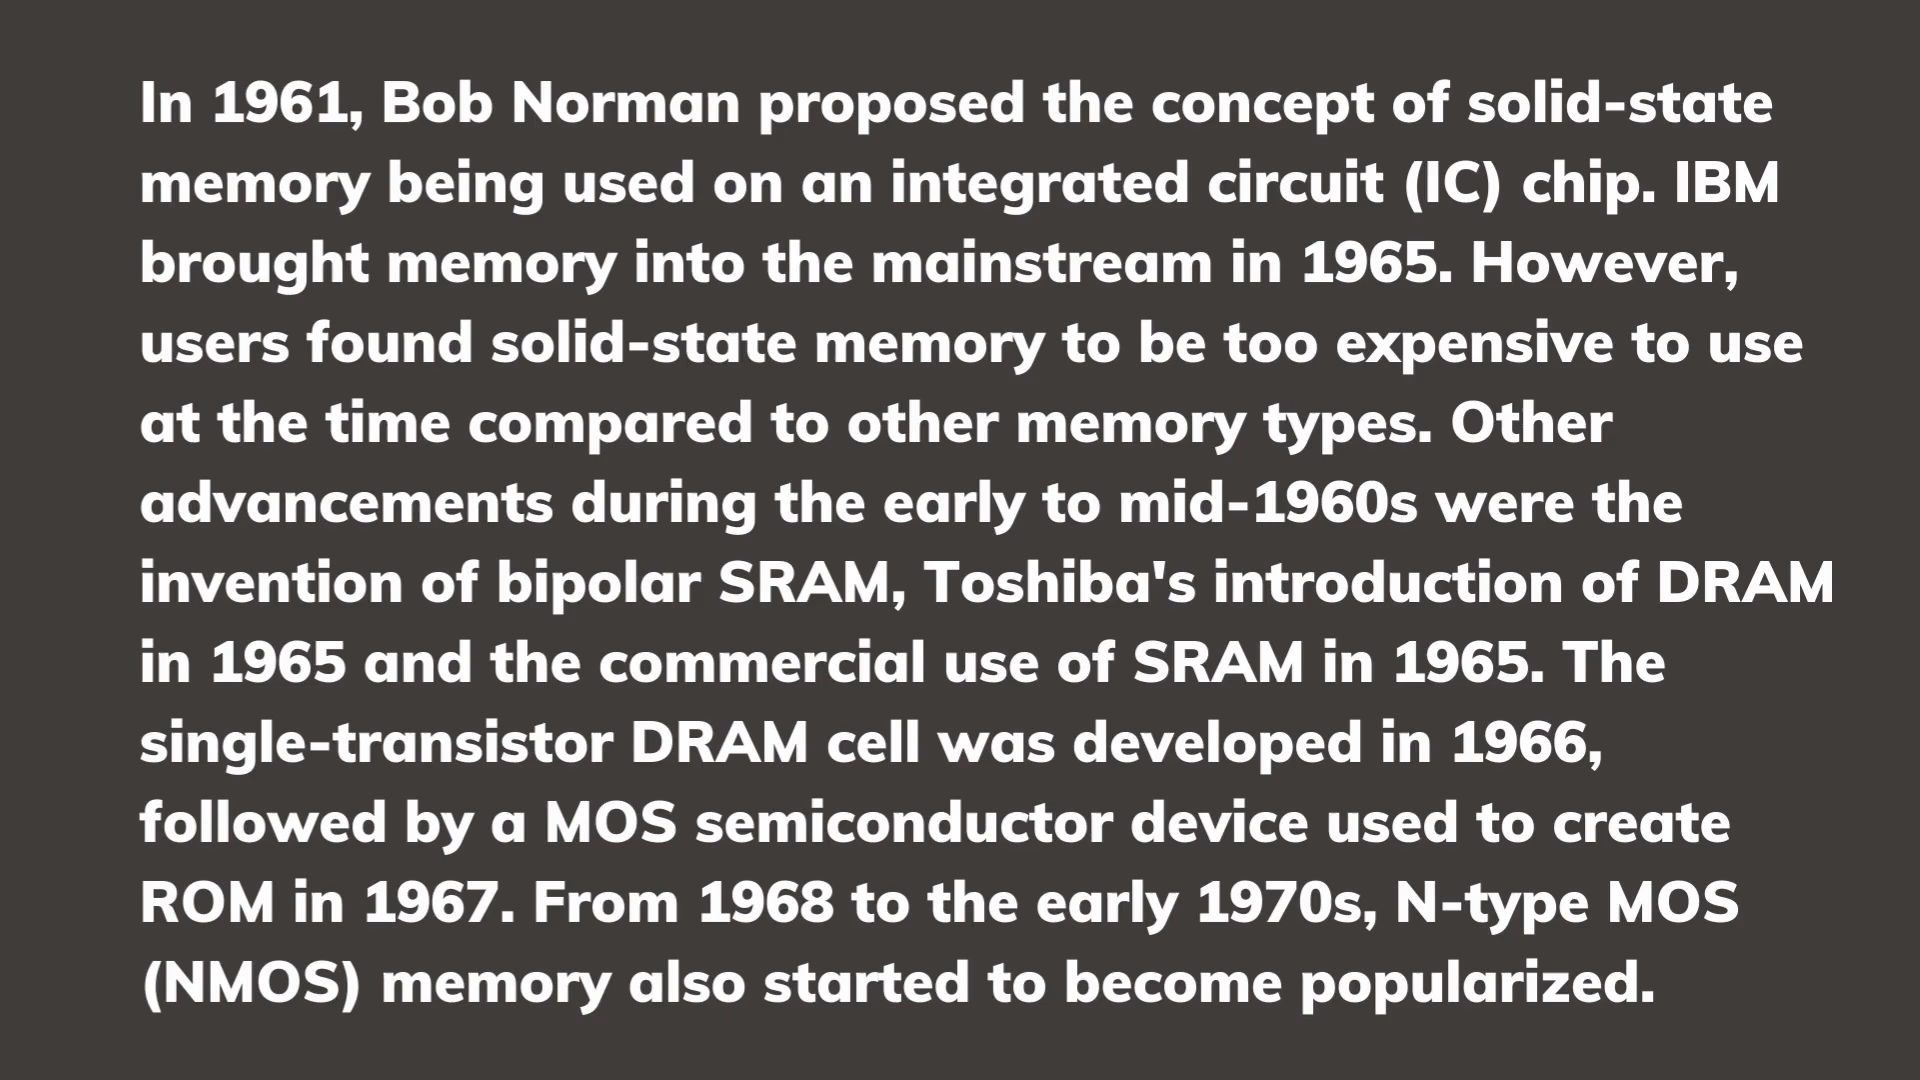 In 1961, Bob Norman proposed the concept of solid-state
memory being used on an integrated circuit (IC) chip. IBM
brought memory into the mainstream in 1965. However,
users found solid-state memory to be too expensive to use
at the time compared to other memory types. Other
advancements during the early to mid-1960s were the
invention of bipolar SRAM, Toshiba's introduction of DRAM
in 1965 and the commercial use of SRAM in 1965. The
single-transistor DRAM cell was developed in 1966,
followed by a MOS semiconductor device used to create
ROM in 1967. From 1968 to the early 1970s, N-type MOS
(NMOS) memory also started to become popularized.